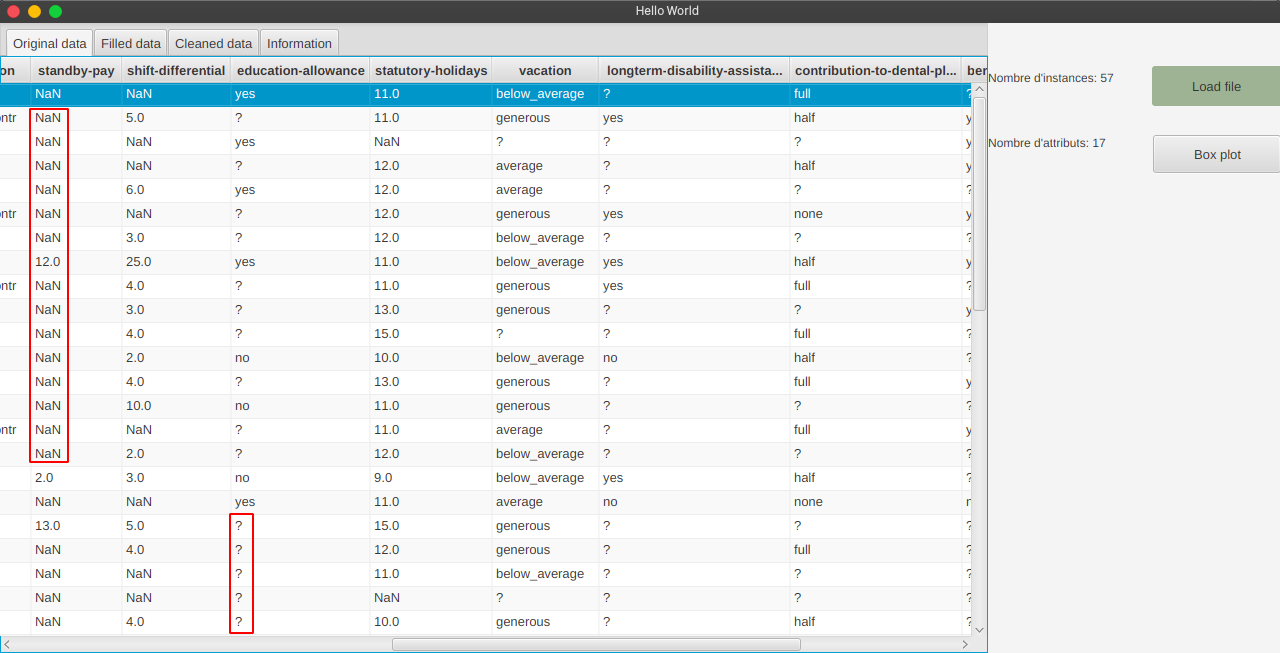 Hello World
Original data Filled data Cleaned data Information
on standby-pay shift-differential education-allowance statutory-holidays vacation longterm-disability-assista... contribution-to-dental-pl... ber
NaN NaN yes 11.0 below_average ? full ?
ontr NaN 5.0 ? 11.0 generous yes half y
NaN NaN yes NaN ? ? ? y
NaN NaN ? 12.0 average ? half y
NaN 6.0 yes 12.0 average ? ? ?
ontr NaN NaN ? 12.0 generous yes none y
NaN 3.0 ? 12.0 below_average ? ? ?
12.0 25.0 yes 11.0 below_average yes half y
ontr NaN 4.0 ? 11.0 generous yes full ?
NaN 3.0 ? 13.0 generous ? ? y
NaN 4.0 ? 15.0 ? ? full ?
NaN 2.0 no 10.0 below_average no half ?
NaN 4.0 ? 13.0 generous ? full y
NaN 10.0 no 11.0 generous ? ? ?
ontr NaN NaN ? 11.0 average ? full y
NaN 2.0 ? 12.0 below_average ? ? ?
2.0 3.0 no 9.0 below_average yes half ?
NaN NaN yes 11.0 average no none n
13.0 5.0 ? 15.0 generous ? ? ?
NaN 4.0 ? 12.0 generous ? full ?
NaN NaN ? 11.0 below_average ? ? ?
NaN NaN ? NaN ? ? ? ?
NaN 4.0 ? 10.0 generous ? half ?
Nombre d'instances: 57
Load file
Nombre d'attributs: 17
Box plot